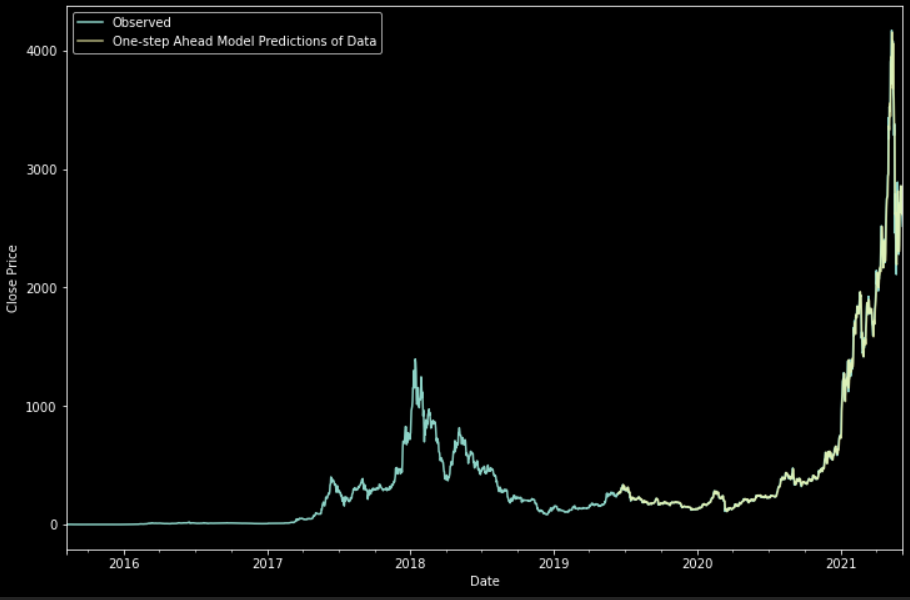 Observed
One-step Ahead Model Predictions of Data
4000
3000
2000
1000
0
Close Price
2016 2017 2018 2019 2020 2021
Date